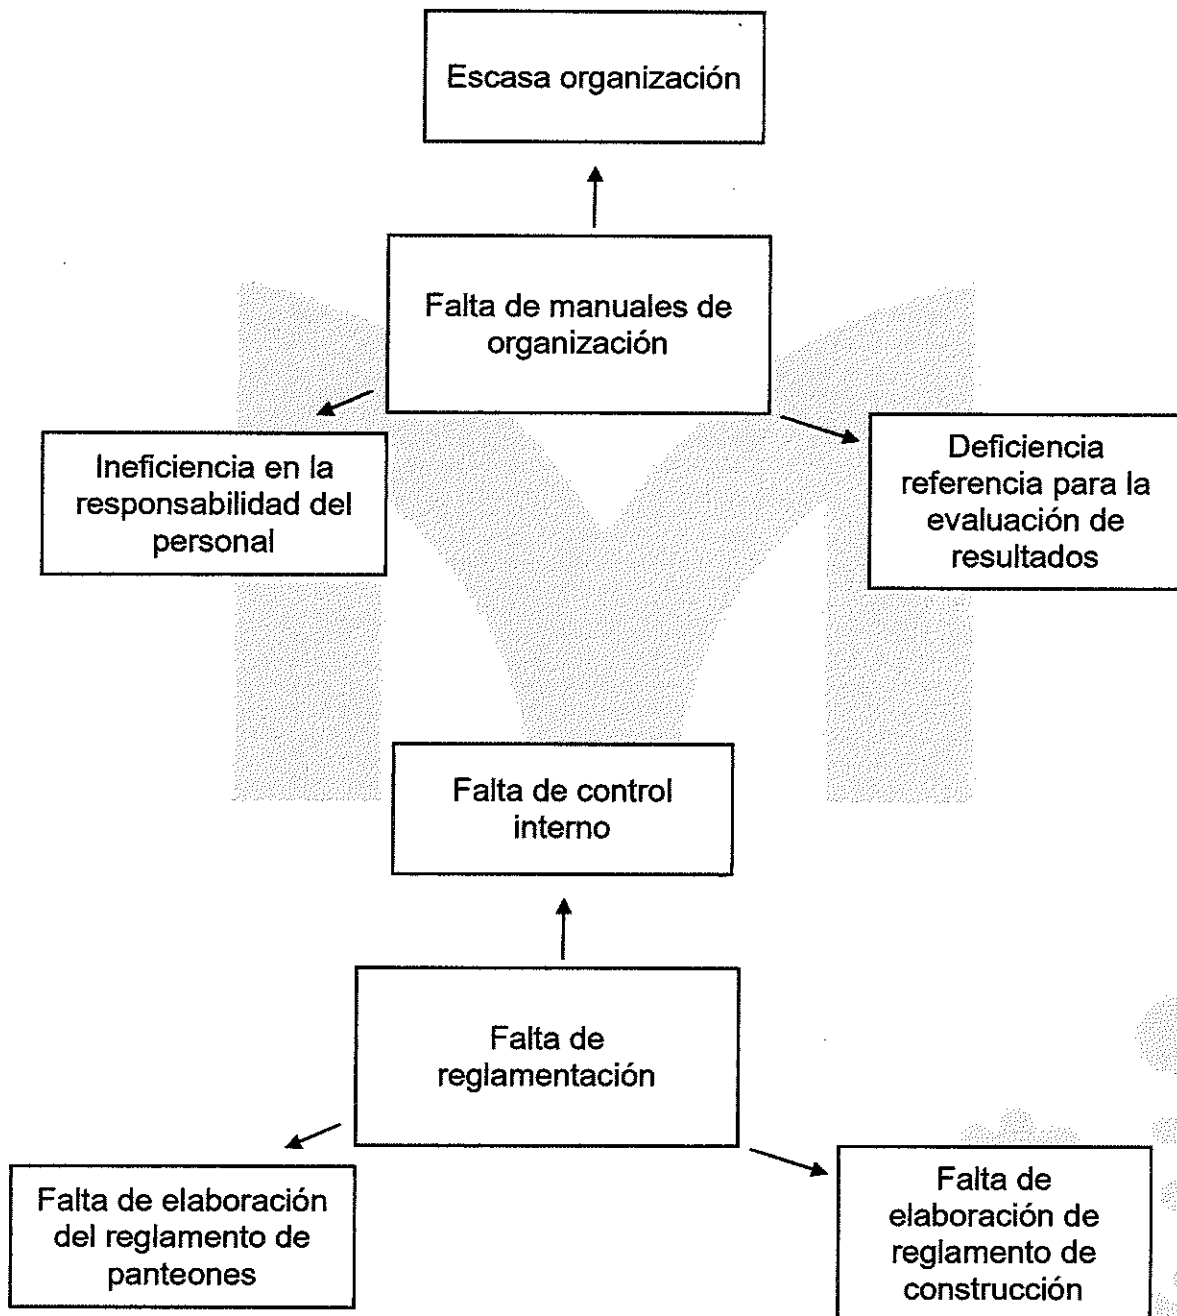 Escasa organización
Falta de manuales de
organización
Ineficiencia en la
responsabilidad del
personal
Deficiencia
referencia para la
evaluación de
resultados
Falta de control
interno
Falta de
reglamentación
Falta de elaboración
del reglamento de
panteones
Falta de
elaboración de
reglamento de
construcción